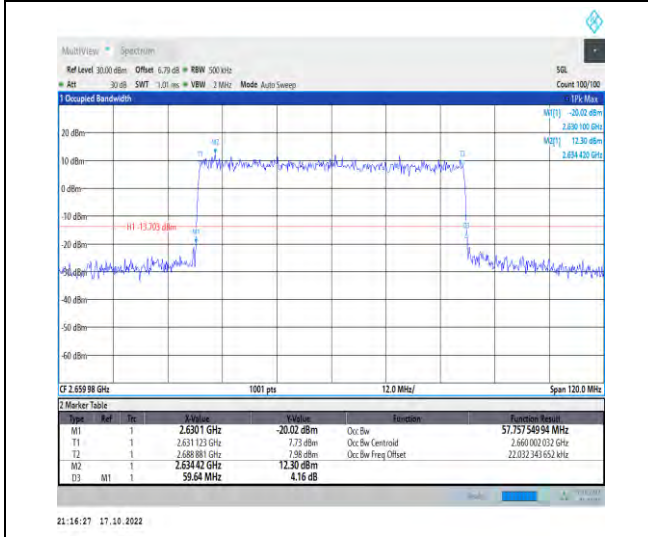 MultiView Spectrum
Ref Level 30.00 dBm Offset 6.79 dB RBW 500 kHz SGL
Att 30 dB SWT 1.01 ms VBW 2 MHz Mode Auto Sweep Count 100/100
1 Occupied Bandwidth 1Pk Max
M1[1] -20.02 dBm
2.630 100 GHz
M2[1] 12.30 dBm
2.634 420 GHz
20 dBm
M2
T1 T2
10 dBm
0 dBm
-10 dBm
H1 -13.703 dBm
M1
-20 dBm
-30 dBm
-40 dBm
-50 dBm
-60 dBm
CF 2.659 98 GHz 1001 pts 12.0 MHz/ Span 120.0 MHz
2 Marker Table
Type Ref Trc X-Value Y-Value Function Function Result
M1 1 2.630 1 GHz -20.02 dBm Occ Bw 57.757 549 94 MHz
T1 1 2.631 123 GHz 7.73 dBm Occ Bw Centroid 2.660 002 032 GHz
T2 1 2.688 881 GHz 7.98 dBm Occ Bw Freq Offset 22.032 343 652 kHz
M2 1 2.634 42 GHz 12.30 dBm
D3 M1 1 59.64 MHz 4.16 dB
21:16:27 17.10.2022